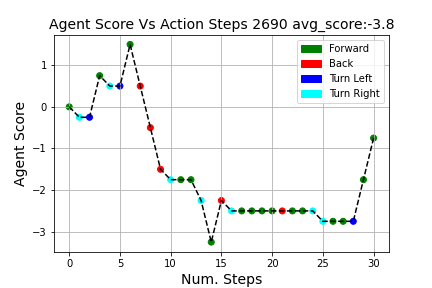 Agent Score Vs Action Steps 2690 avg_score:-3.8
Forward
Back
Turn Left
Turn Right
Agent Score
1
0
−1
−2
−3
0 5 10 15 20 25 30
Num. Steps